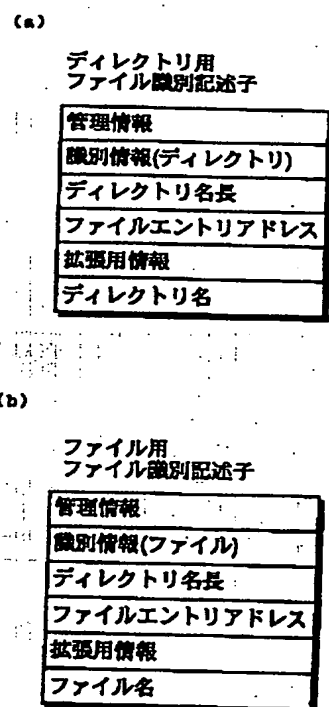 (a)
ディレクトリ用
ファイル識別記述子
管理情報
識別情報(ディレクトリ)
ディレクトリ名長
ファイルエントリアドレス
拡張用情報
ディレクトリ名
(b)
ファイル用
ファイル識別記述子
管理情報
識別情報(ファイル)
ディレクトリ名長
ファイルエントリアドレス
拡張用情報
ファイル名